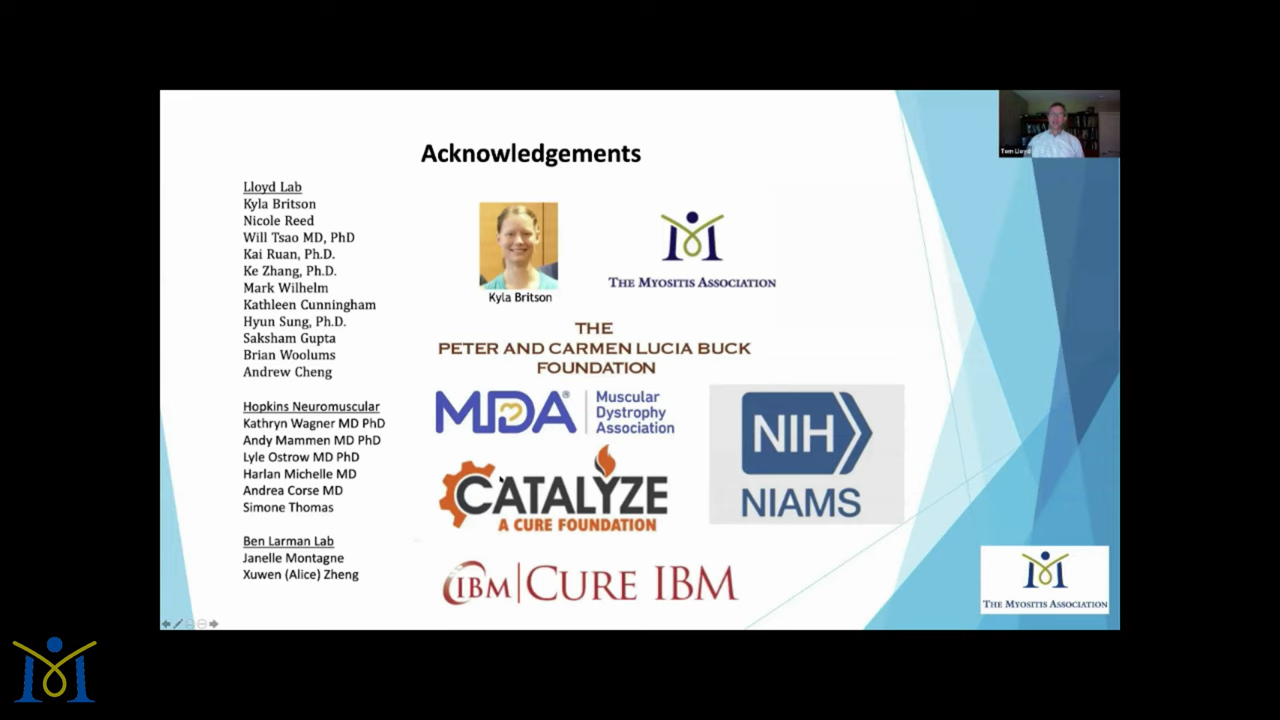 Acknowledgements
Lloyd Lab
Kyla Britson
Nicole Reed
Will Tsao MD, PhD
Kai Ruan, Ph.D.
Ke Zhang, Ph.D.
Mark Wilhelm
Kathleen Cunningham
Hyun Sung, Ph.D.
Saksham Gupta
Brian Woolums
Andrew Cheng
Hopkins Neuromuscular
Kathryn Wagner MD PhD
Andy Mammen MD PhD
Lyle Ostrow MD PhD
Harlan Michelle MD
Andrea Corse MD
Simone Thomas
Ben Larman Lab
Janelle Montagne
Xuwen (Alice) Zheng
Kyla Britson
THE MYOSITIS ASSOCIATION
THE
PETER AND CARMEN LUCIA BUCK
FOUNDATION
MDA® Muscular
Dystrophy
Association
CATALYZE
A CURE FOUNDATION
NIH
NIAMS
IBM CURE IBM
Tom Lloyd
THE MYOSITIS ASSOCIATION